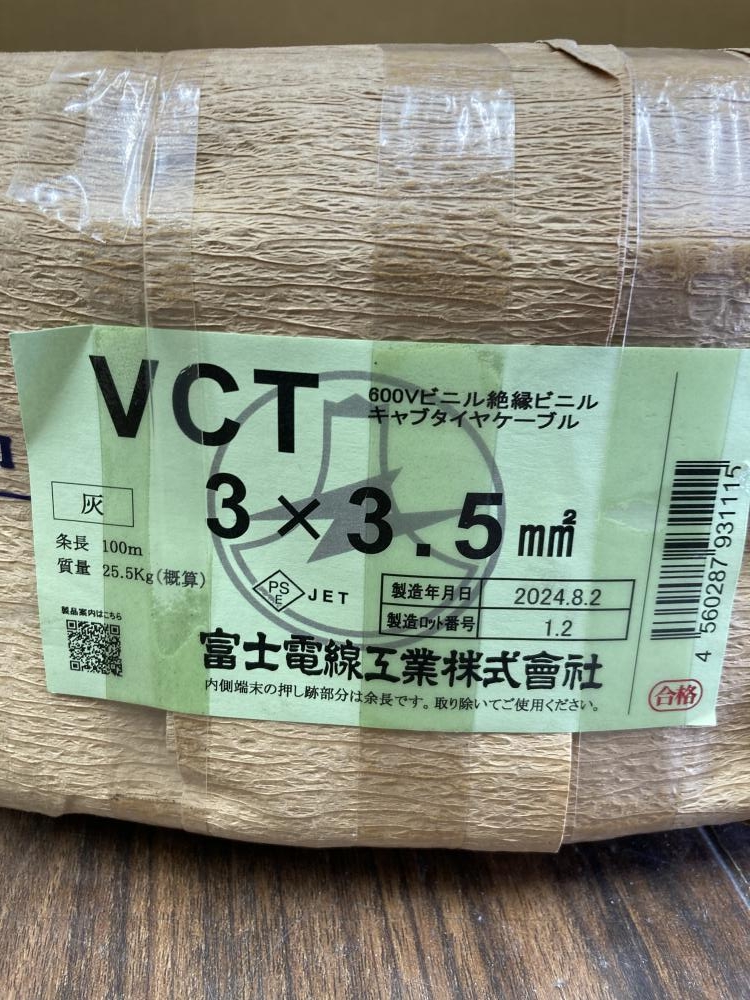 VCT
600Vビニル絶縁ビニル
キャブタイヤケーブル
灰
3×3.5㎟
条長 100m
質量 25.5Kg(概算)
PS
E
JET
製造年月日 2024.8.2
製造ロット番号 1.2
製品案内はこちら
富士電線工業株式會社
内側端末の押し跡部分は余長です。取り除いてご使用ください。
4 560287 931115
合格